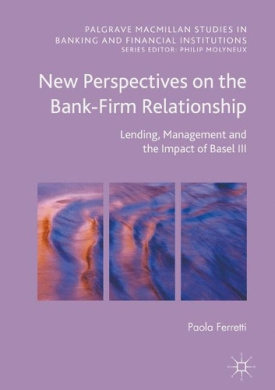 PALGRAVE MACMILLAN STUDIES IN
BANKING AND FINANCIAL INSTITUTIONS
SERIES EDITOR: PHILIP MOLYNEUX
New Perspectives on the
Bank-Firm Relationship
Lending, Management and
the Impact of Basel III
Paola Ferretti